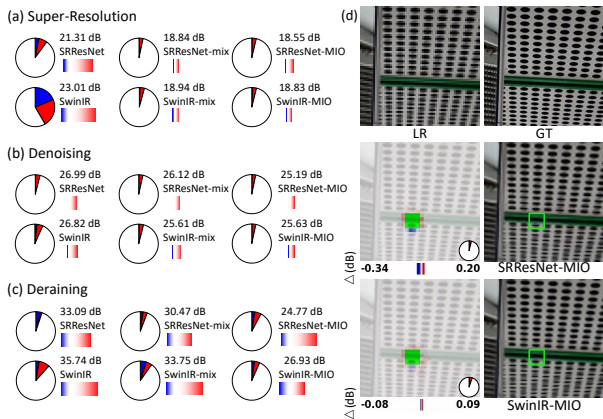 (a) Super-Resolution
21.31 dB
SRResNet
18.84 dB
SRResNet-mix
18.55 dB
SRResNet-MIO
23.01 dB
SwinIR
18.94 dB
SwinIR-mix
18.83 dB
SwinIR-MIO
(b) Denoising
26.99 dB
SRResNet
26.12 dB
SRResNet-mix
25.19 dB
SRResNet-MIO
26.82 dB
SwinIR
25.61 dB
SwinIR-mix
25.63 dB
SwinIR-MIO
(c) Deraining
33.09 dB
SRResNet
30.47 dB
SRResNet-mix
24.77 dB
SRResNet-MIO
35.74 dB
SwinIR
33.75 dB
SwinIR-mix
26.93 dB
SwinIR-MIO
(d)
LR
GT
△ (dB)
-0.34
0.20
SRResNet-MIO
△ (dB)
-0.08
0.09
SwinIR-MIO